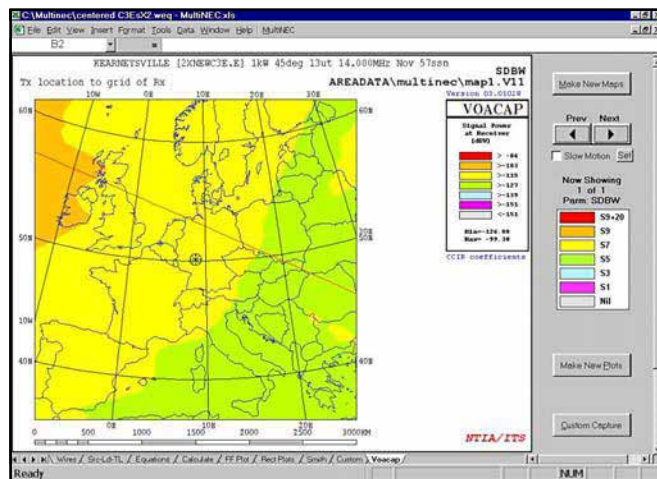 C:\Multinec\centered C3EsX2 weq - MultiNEC.xls
File Edit View Insert Format Tools Data Window Help MultiNEC
B2
=
KEARNEYSVILLE [2XNEWC3E.E] 1kW 45deg 13ut 14.000MHz Nov 57ssn
SDBW
Tx location to grid of Rx
AREADATA\multinec\map1.V11
Version 03.0102W
10W 0E 10E 20E 30E
60N 60N
50N 50N
10W
40N 40N
0E 10E 20E
0 500 1000 1500 2000 2500 3000KM
VOACAP
Signal Power
at Receiver
[dBW]
>-103
>-115
>-127
>-139
>-151
<-151
Max= -99.30
CCIR coefficients
NTIA/ITS
Make New Maps
Prev Next
Slow Motion Set
Now Showing
1 of 1
Parm: SDBW
S9+20
S9
S7
S5
S3
S1
Nil
Make New Plots
Custom Capture
Wires / Src-Ld-TL / Equations / Calculate / FF Plot / Rect Plots / Smith / Custom / Voacap
Ready
NUM